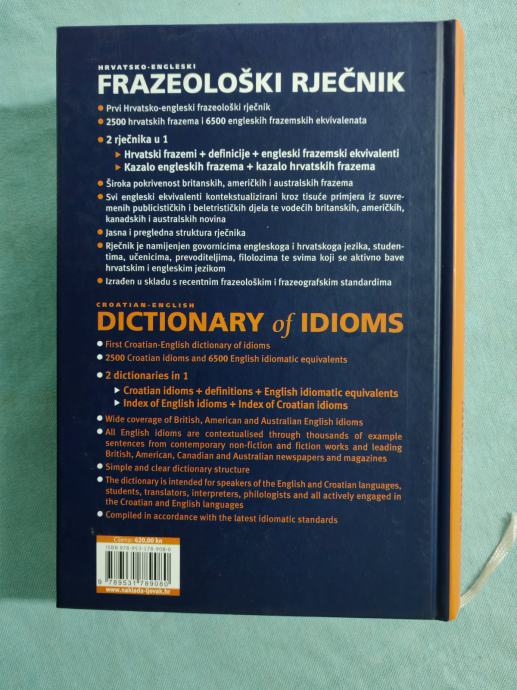 HRVATSKO-ENGLESKI
FRAZEOLOŠKI RJEČNIK
Prvi Hrvatsko-engleski frazeološki rječnik
2500 hrvatskih frazema i 6500 engleskih frazemskih ekvivalenata
2 rječnika u 1
Hrvatski frazemi + definicije + engleski frazemski ekvivalenti
Kazalo engleskih frazema + kazalo hrvatskih frazema
Široka pokrivenost britanskih, američkih i australskih frazema
Svi engleski ekvivalenti kontekstualizirani kroz tisuće primjera iz suvre-
menih publicističkih i beletrističkih djela te vodećih britanskih, američkih,
kanadskih i australskih novina
Jasna i pregledna struktura rječnika
Rječnik je namijenjen govornicima engleskoga i hrvatskoga jezika, studen-
tima, učenicima, prevoditeljima, filolozima te svima koji se aktivno bave
hrvatskim i engleskim jezikom
Izrađen u skladu s recentnim frazeološkim i frazeografskim standardima
CROATIAN-ENGLISH
DICTIONARY of IDIOMS
First Croatian-English dictionary of idioms
2500 Croatian idioms and 6500 English idiomatic equivalents
2 dictionaries in 1
Croatian idioms + definitions + English idiomatic equivalents
Index of English idioms + Index of Croatian idioms
Wide coverage of British, American and Australian English idioms
All English idioms are contextualised through thousands of example
sentences from contemporary non-fiction and fiction works and leading
British, American, Canadian and Australian newspapers and magazines
Simple and clear dictionary structure
The dictionary is intended for speakers of the English and Croatian languages,
students, translators, interpreters, philologists and all actively engaged in
the Croatian and English languages
Compiled in accordance with the latest idiomatic standards
Cijena: 420,00 kn
ISBN 978-953-178-908-0
9 789531 789080
www.naklada-ljevak.hr